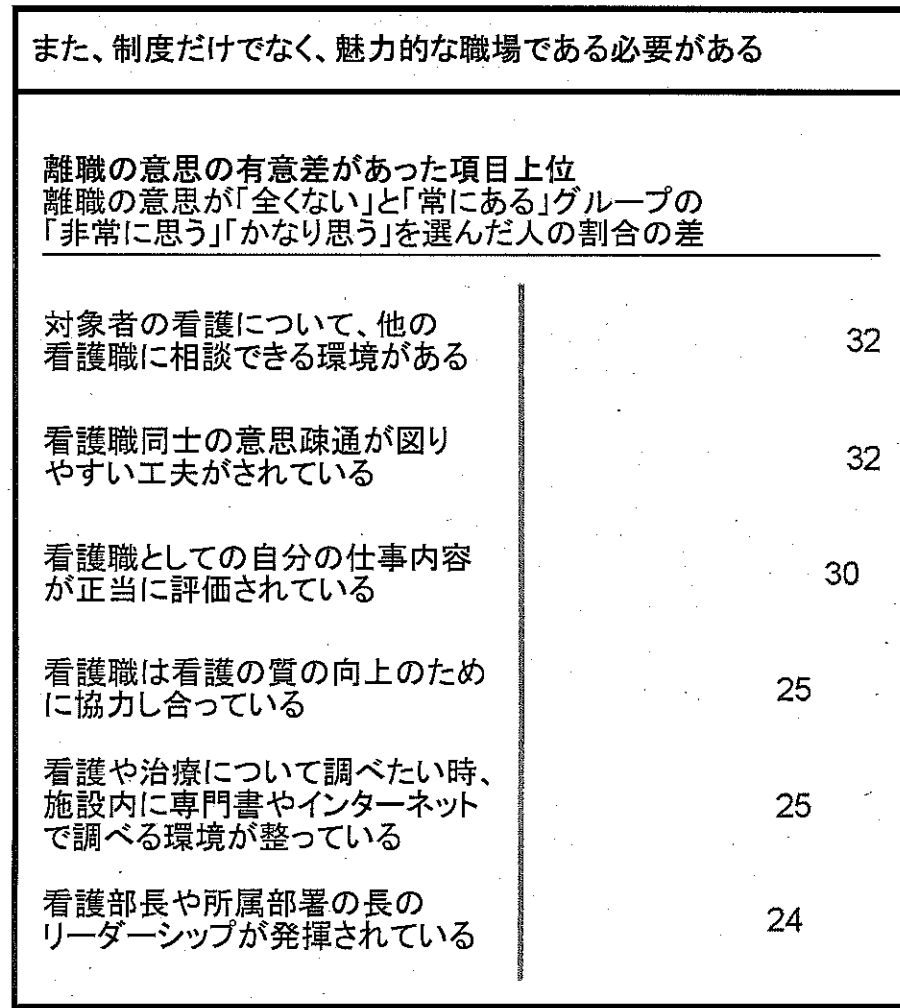 また、制度だけでなく、魅力的な職場である必要がある
離職の意思の有意差があった項目上位
離職の意思が「全くない」と「常にある」グループの
「非常に思う」「かなり思う」を選んだ人の割合の差
対象者の看護について、他の
看護職に相談できる環境がある
32
看護職同士の意思疎通が図り
やすい工夫がされている
32
看護職としての自分の仕事内容
が正当に評価されている
30
看護職は看護の質の向上のため
に協力し合っている
25
看護や治療について調べたい時、
施設内に専門書やインターネット
で調べる環境が整っている
25
看護部長や所属部署の長の
リーダーシップが発揮されている
24